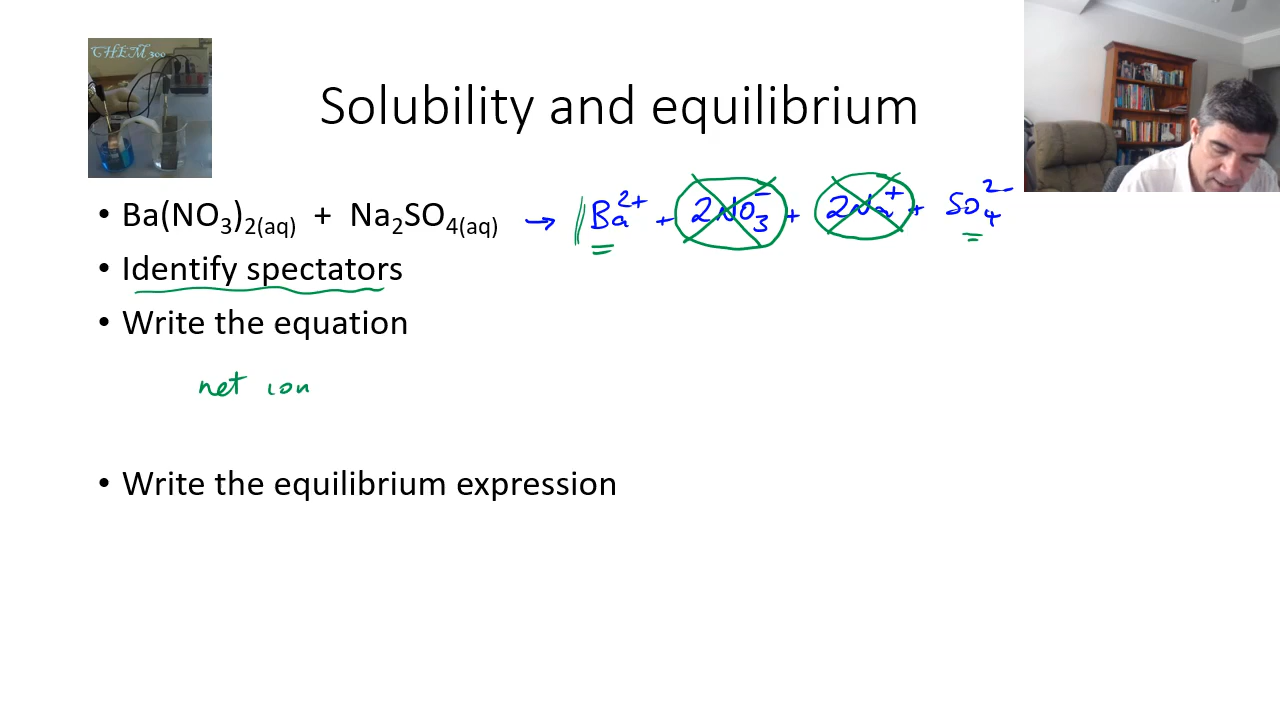 CHEM 300
Solubility and equilibrium
• Ba(NO₃)₂₍aq₎ + Na₂SO₄₍aq₎ → Ba²⁺ + 2NO₃⁻ + 2Na⁺ + SO₄²⁻
• Identify spectators
• Write the equation
net ion
• Write the equilibrium expression